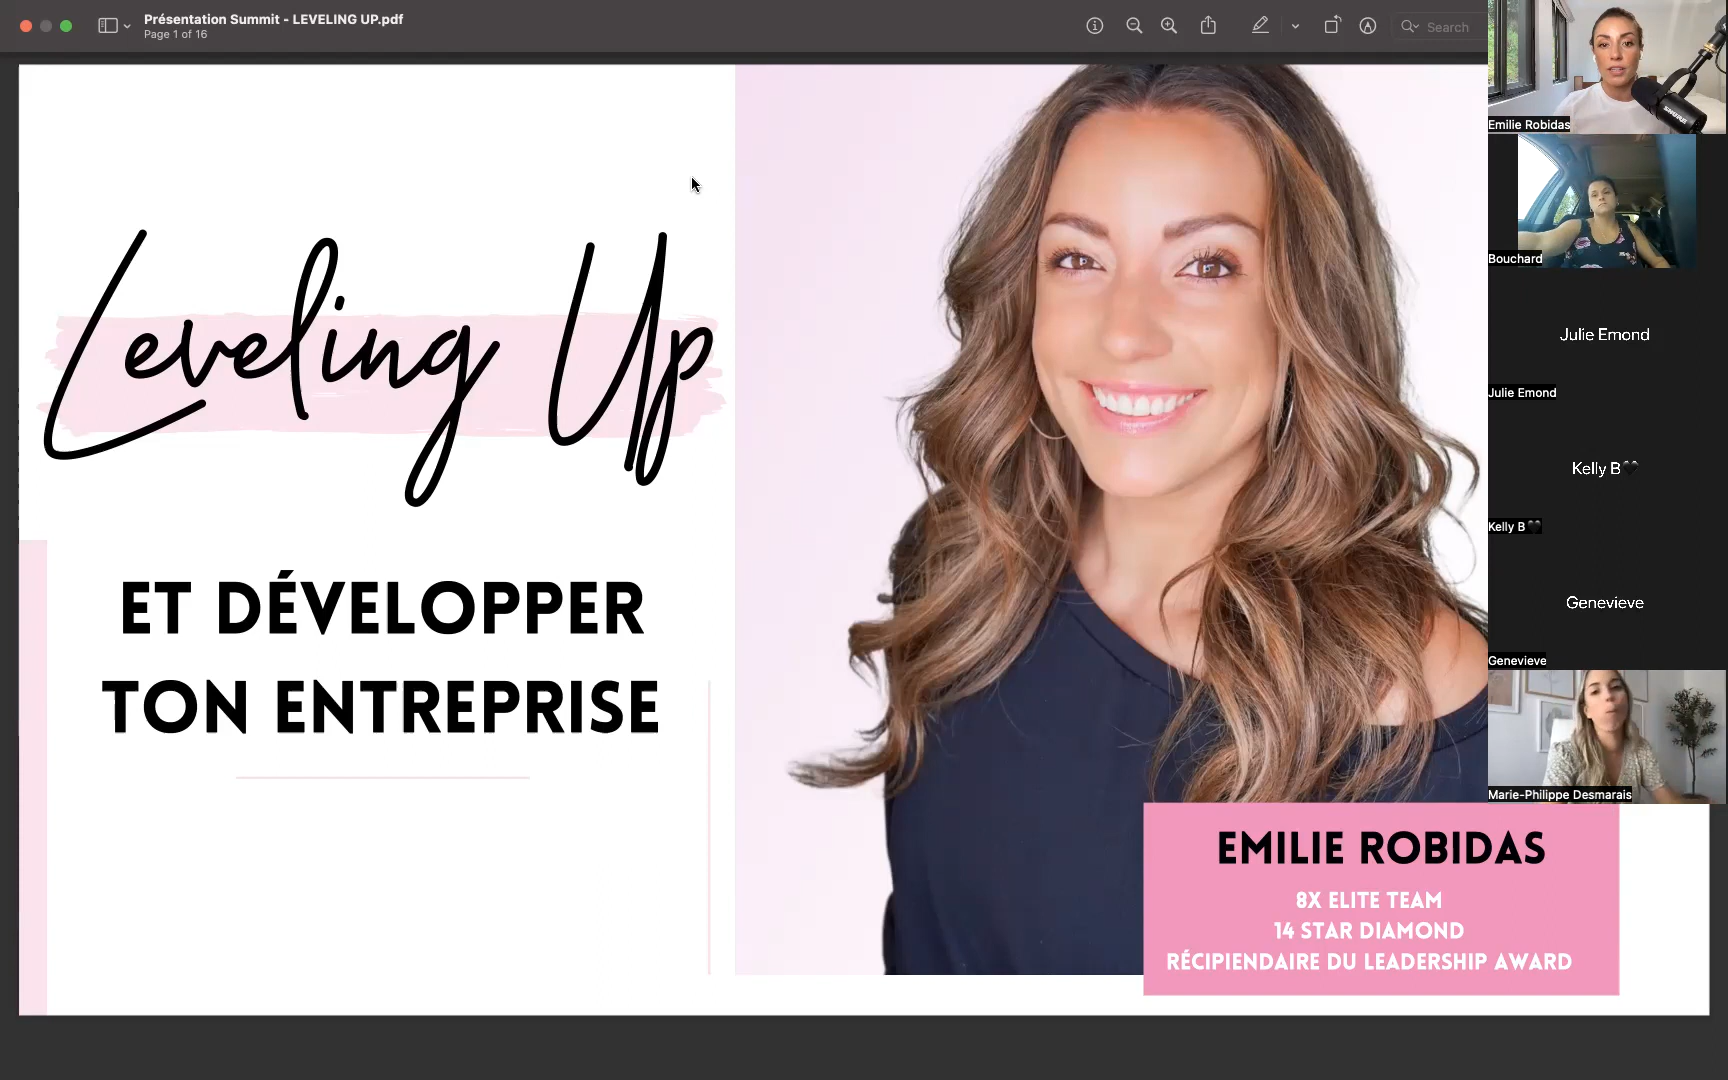 Présentation Summit - LEVELING UP.pdf
Page 1 of 16
Search
Leveling Up
ET DÉVELOPPER
TON ENTREPRISE
EMILIE ROBIDAS
8X ELITE TEAM
14 STAR DIAMOND
RÉCIPIENDAIRE DU LEADERSHIP AWARD
Emilie Robidas
Bouchard
Julie Emond
Julie Emond
Kelly B🖤
Kelly B🖤
Genevieve
Genevieve
Marie-Philippe Desmarais